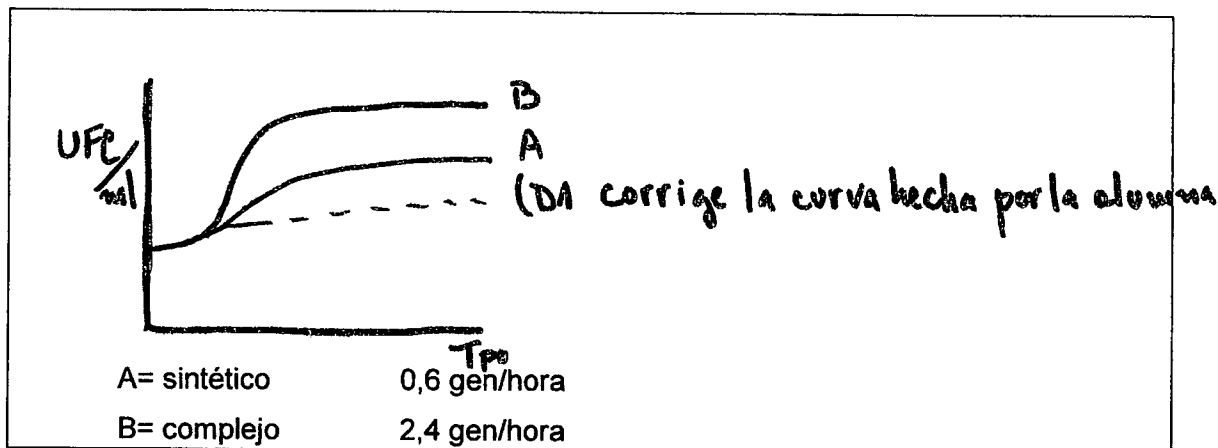 B
UFC/ml
A
(D1 corrige la curva hecha por la alumna
Tpo
A= sintético 0,6 gen/hora
B= complejo 2,4 gen/hora